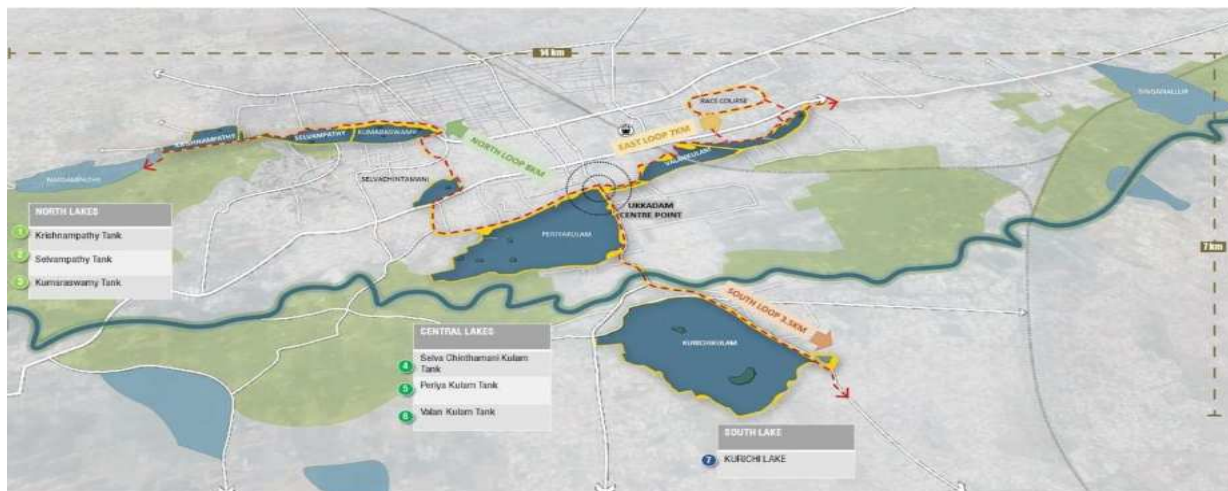 14 km
RACE COURSE
SINGANALLUR
EAST LOOP 7KM
NORTH LOOP 8KM
KRISHNAMPATHY
SELVAMPATHY
KUMARASWAMY
VALANKULAM
NARSAMPATHY
SELVACHINTAMANI
UKKADAM
CENTRE POINT
PERIYAKULAM
7 km
NORTH LAKES
1 Krishnampathy Tank
2 Selvampathy Tank
3 Kumaraswamy Tank
SOUTH LOOP 3.5KM
KURICHIKULAM
CENTRAL LAKES
4 Selva Chinthamani Kulam
Tank
5 Periya Kulam Tank
6 Valan Kulam Tank
SOUTH LAKE
7 KURICHI LAKE